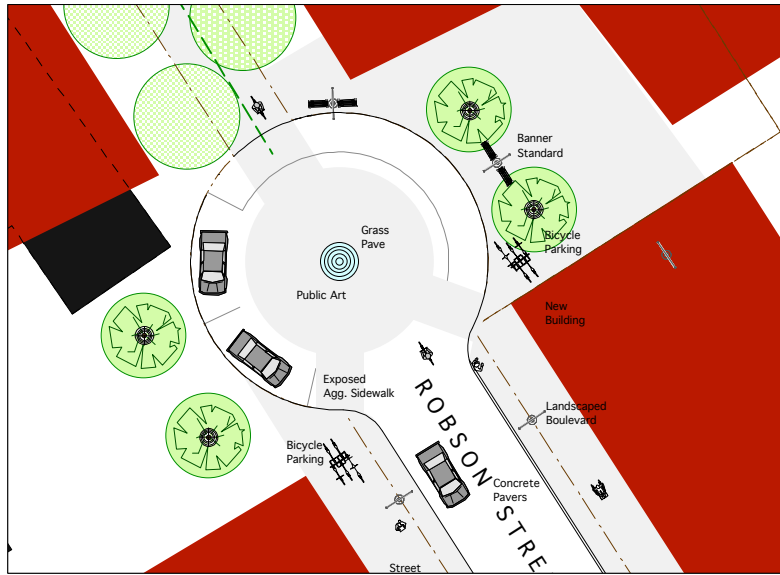 Banner
Standard
Grass
Pave
Bicycle
Parking
Public Art
New
Building
Exposed
Agg. Sidewalk
Landscaped
Boulevard
ROBSON STRE
Bicycle
Parking
Concrete
Pavers
Street